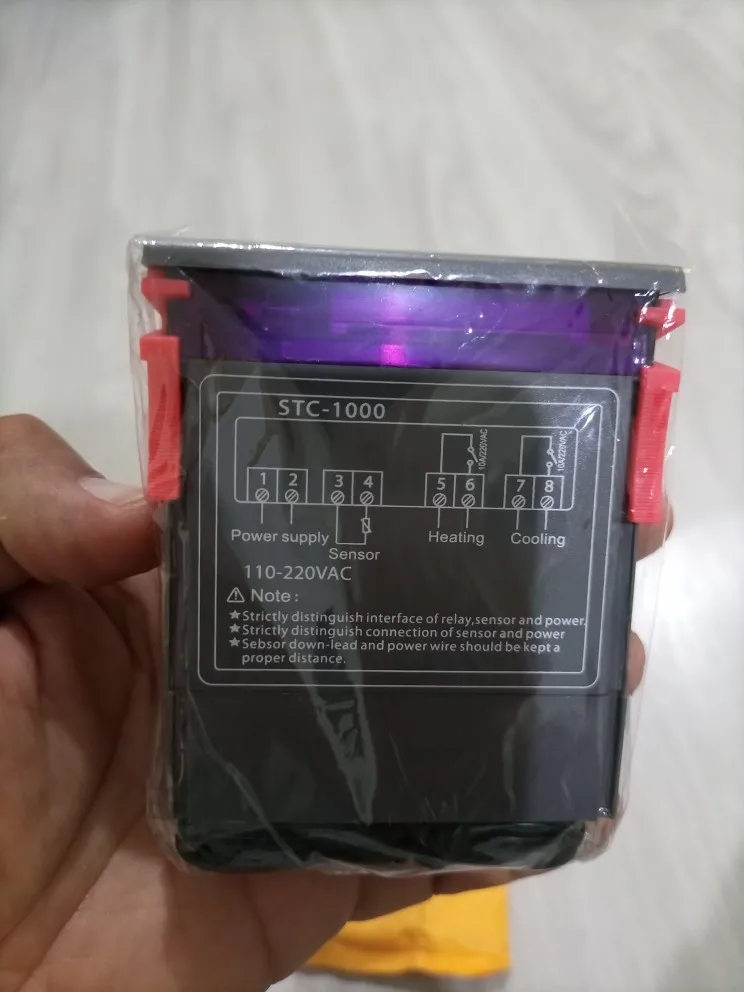 STC-1000
10A/220VAC
10A/220VAC
1 2 3 4 5 6 7 8
Power supply
Sensor
Heating
Cooling
110-220VAC
Note:
★Strictly distinguish interface of relay,sensor and power.
★Strictly distinguish connection of sensor and power
★Sebsor down-lead and power wire should be kept a
proper distance.